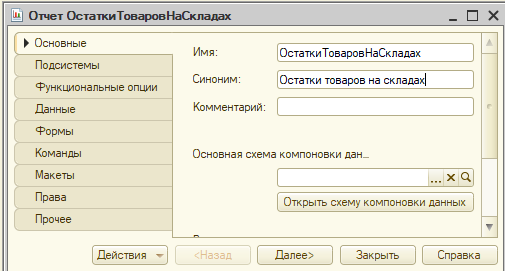 Отчет ОстаткиТоваровНаСкладах
Основные
Подсистемы
Функциональные опции
Данные
Формы
Команды
Макеты
Права
Прочее
Имя: ОстаткиТоваровНаСкладах
Синоним: Остатки товаров на складах
Комментарий:
Основная схема компоновки дан...
Открыть схему компоновки данных
Действия <Назад Далее> Закрыть Справка